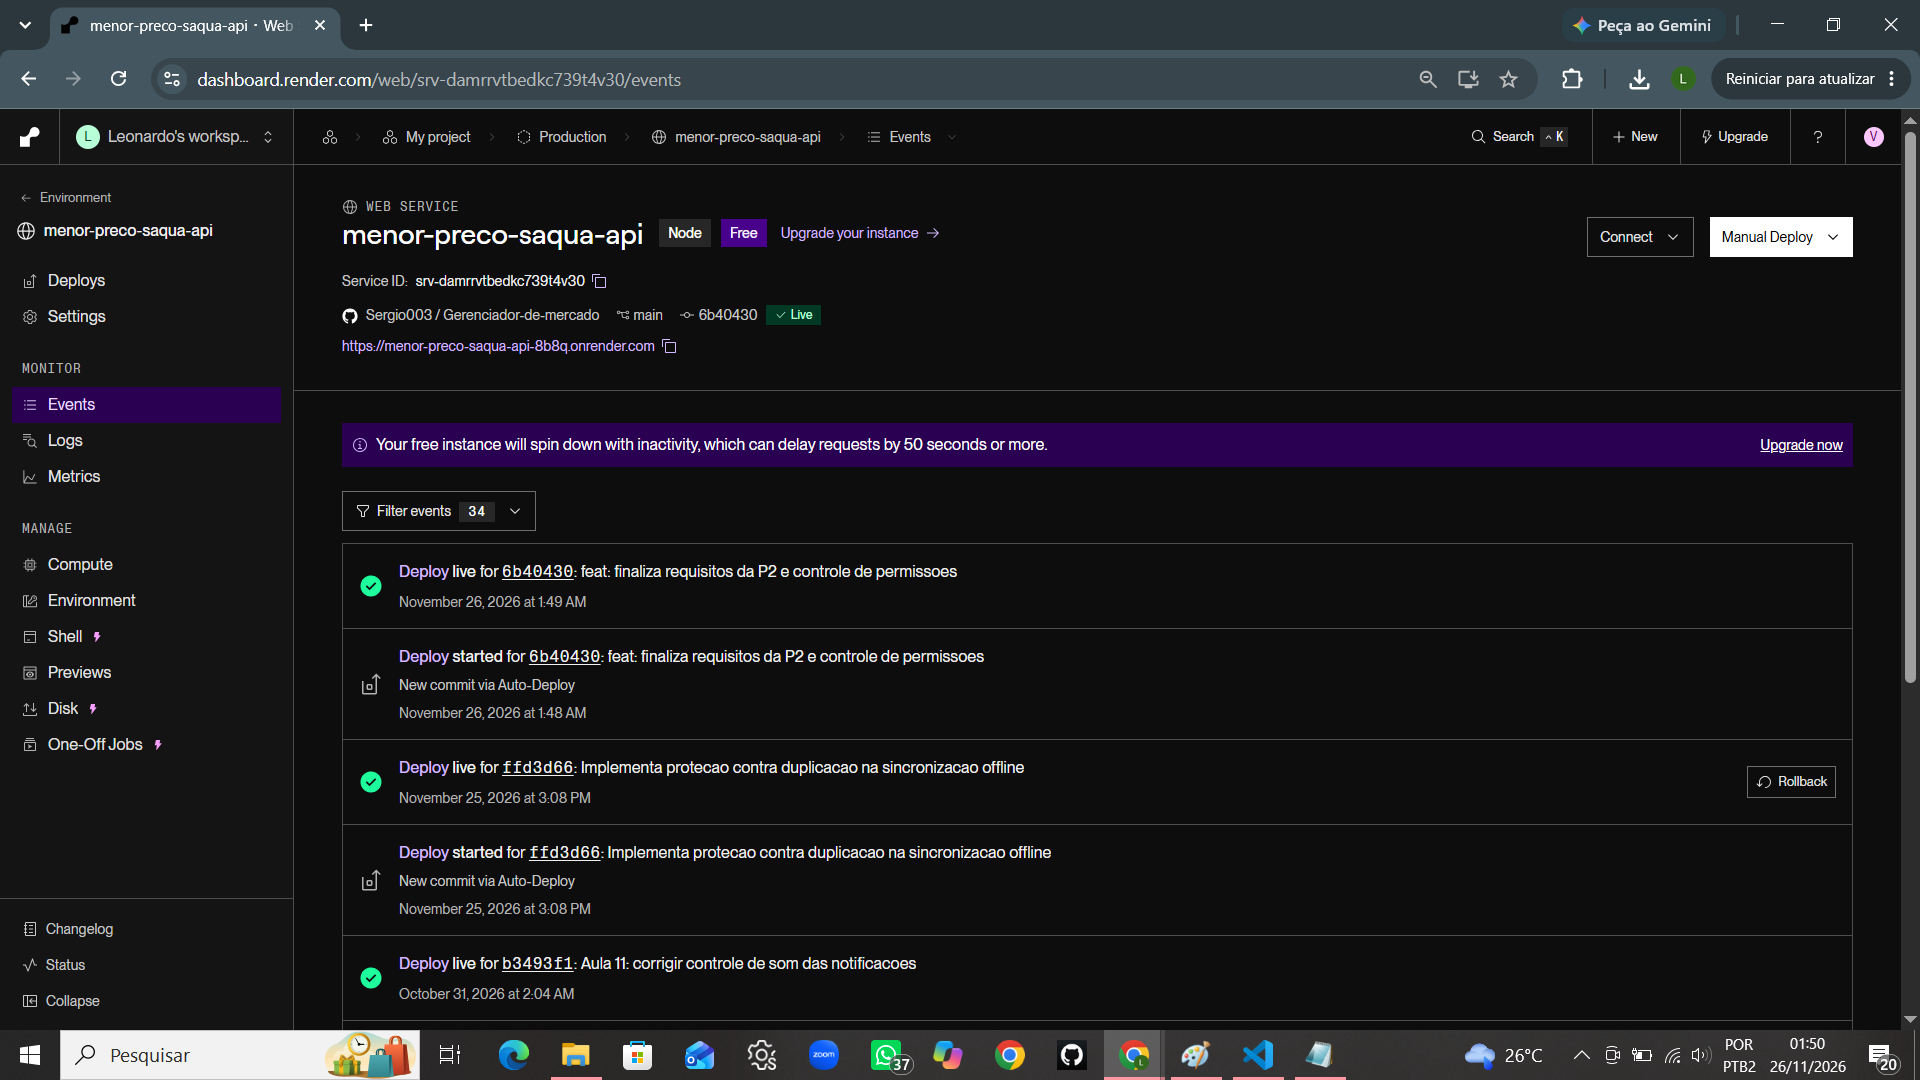 menor-preco-saqua-api · Web
Peça ao Gemini
dashboard.render.com/web/srv-damrrvtbedkc739t4v30/events
L
Reiniciar para atualizar
L
Leonardo's worksp...
My project
Production
menor-preco-saqua-api
Events
Search
K
New
Upgrade
?
V
Environment
menor-preco-saqua-api
Deploys
Settings
MONITOR
Events
Logs
Metrics
MANAGE
Compute
Environment
Shell
Previews
Disk
One-Off Jobs
Changelog
Status
Collapse
WEB SERVICE
menor-preco-saqua-api
Node
Free
Upgrade your instance
Connect
Manual Deploy
Service ID: srv-damrrvtbedkc739t4v30
Sergio003 / Gerenciador-de-mercado
main
6b40430
Live
https://menor-preco-saqua-api-8b8q.onrender.com
Your free instance will spin down with inactivity, which can delay requests by 50 seconds or more.
Upgrade now
Filter events 34
Deploy live for 6b40430: feat: finaliza requisitos da P2 e controle de permissoes
November 26, 2026 at 1:49 AM
Deploy started for 6b40430: feat: finaliza requisitos da P2 e controle de permissoes
New commit via Auto-Deploy
November 26, 2026 at 1:48 AM
Deploy live for ffd3d66: Implementa protecao contra duplicacao na sincronizacao offline
November 25, 2026 at 3:08 PM
Rollback
Deploy started for ffd3d66: Implementa protecao contra duplicacao na sincronizacao offline
New commit via Auto-Deploy
November 25, 2026 at 3:08 PM
Deploy live for b3493f1: Aula 11: corrigir controle de som das notificacoes
October 31, 2026 at 2:04 AM
Pesquisar
zoom
37
26°C
POR
PTB2
01:50
26/11/2026
20